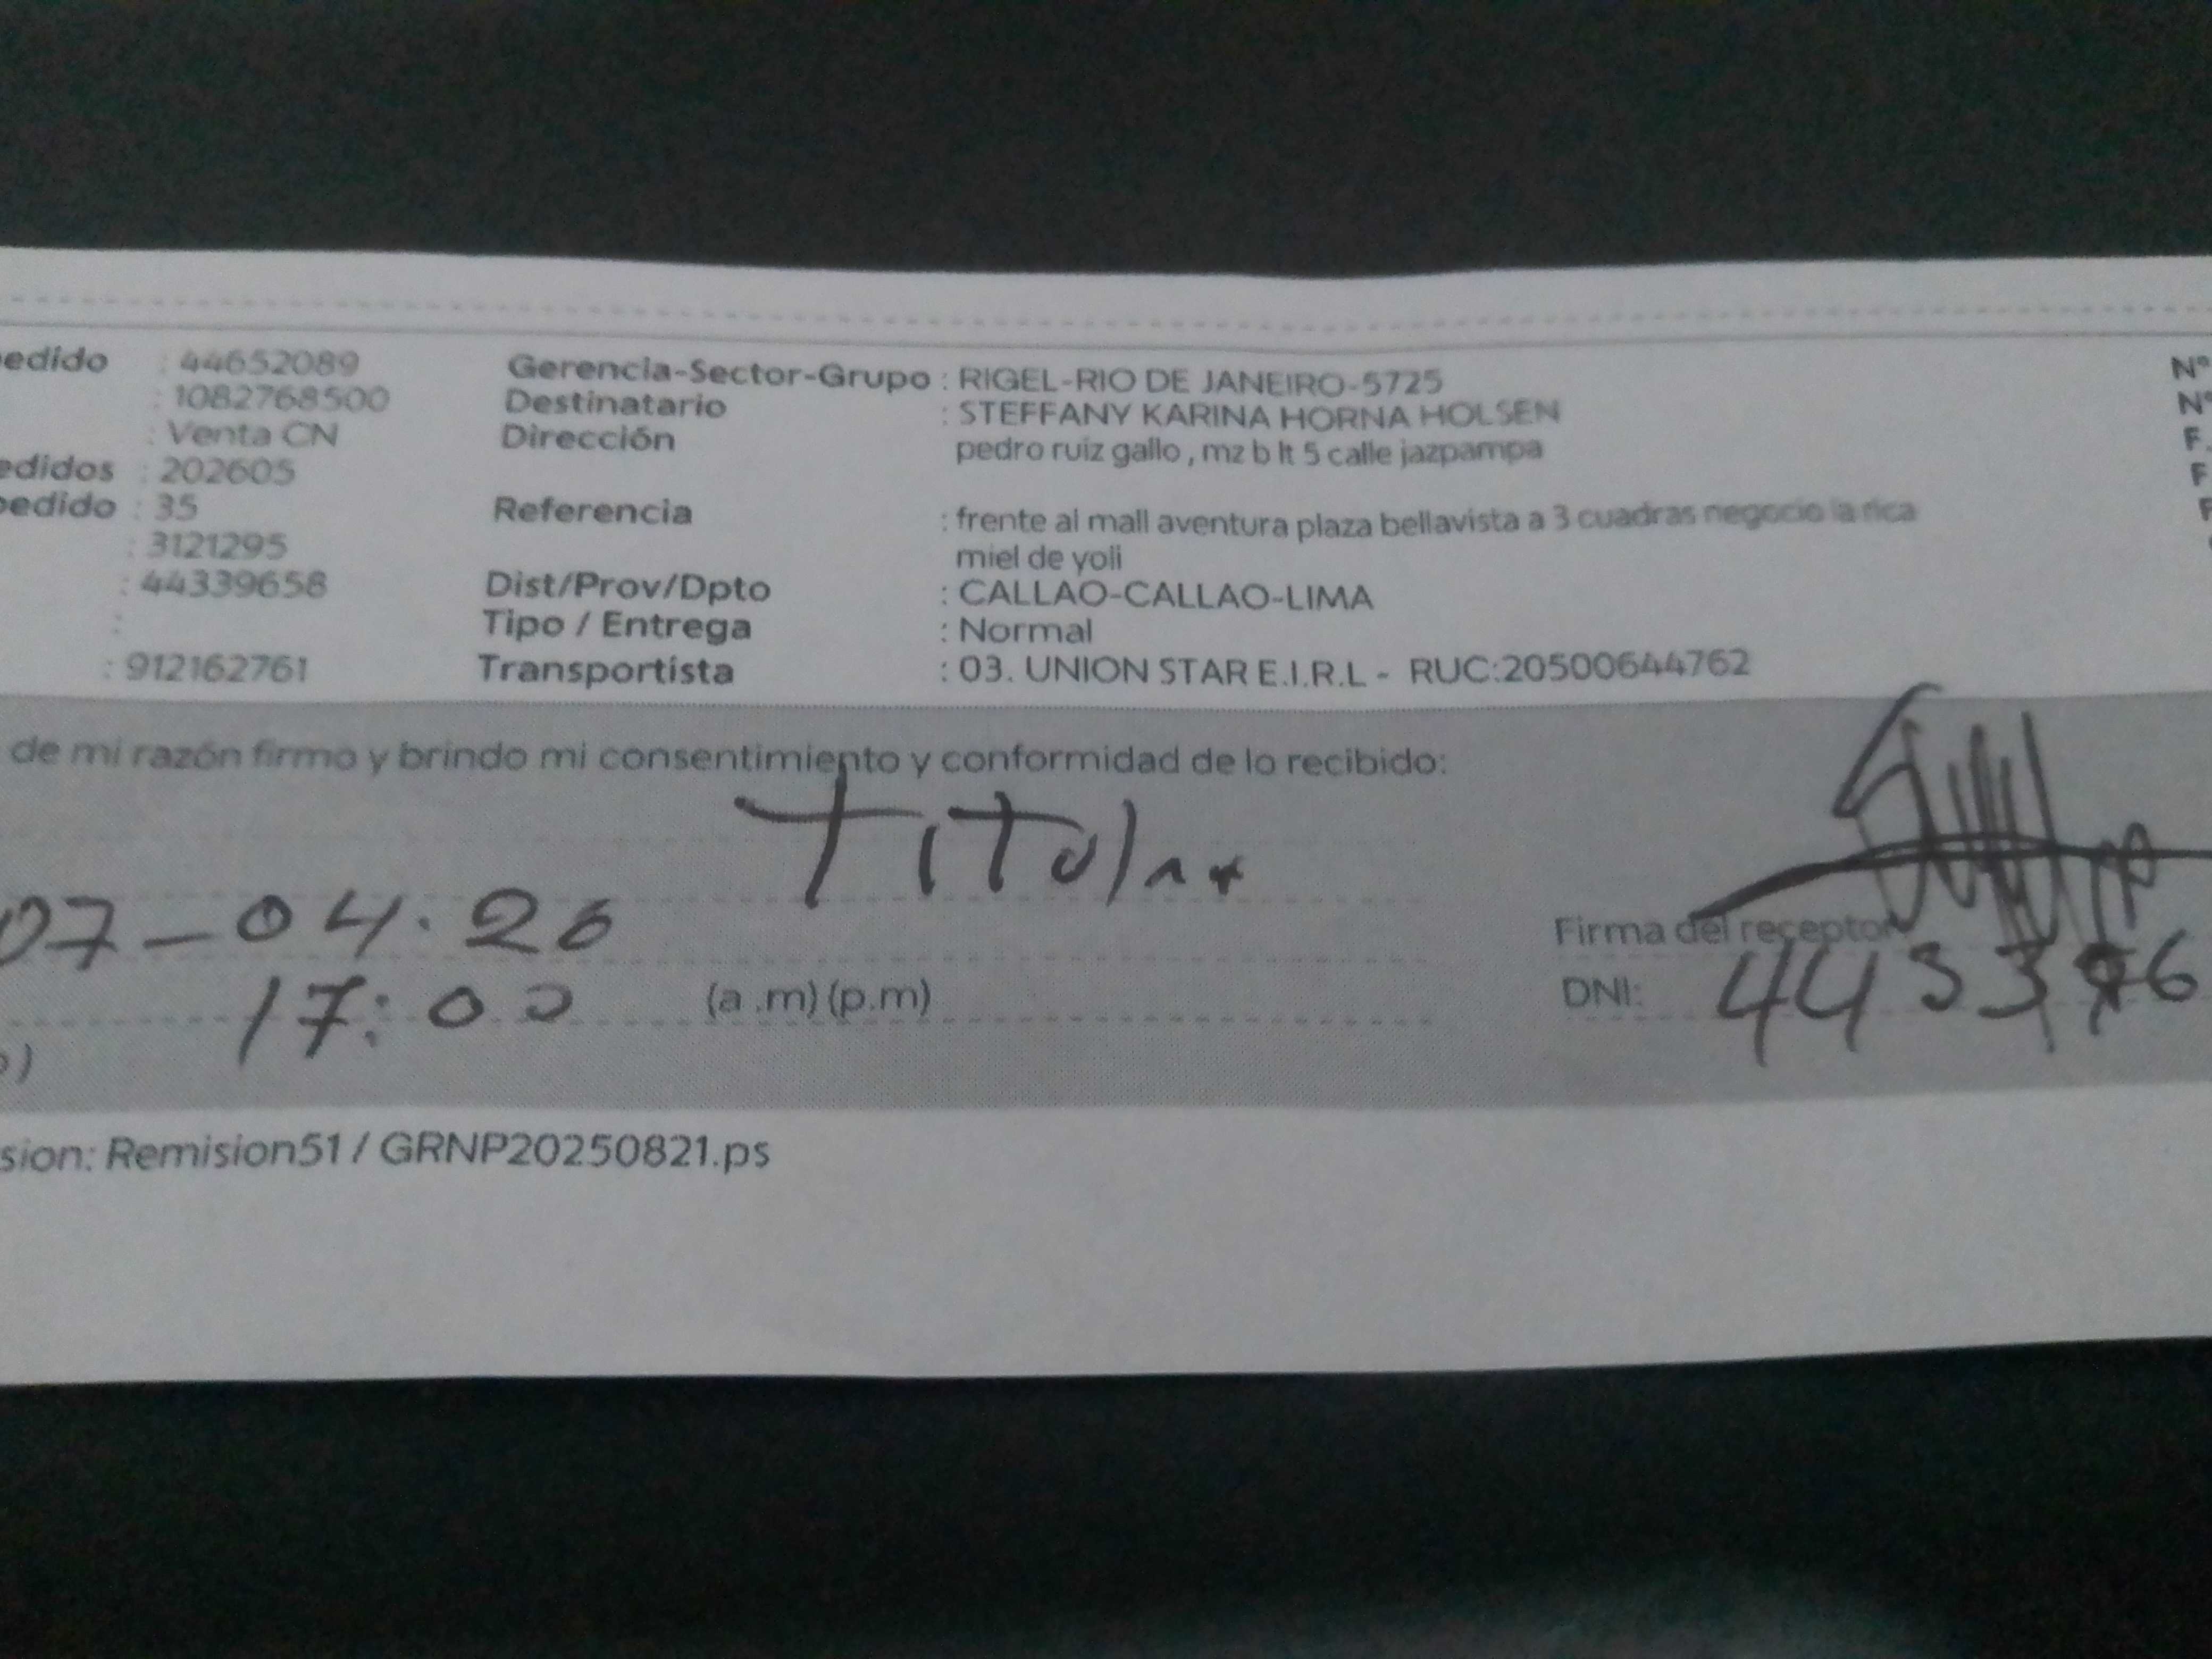 edido : 44652089 Gerencia-Sector-Grupo : RIGEL-RIO DE JANEIRO-5725 N°
: 1082768500 Destinatario : STEFFANY KARINA HORNA HOLSEN N°
: Venta CN Dirección pedro ruiz gallo , mz b lt 5 calle jazpampa F.
edidos : 202605 F
pedido : 35 Referencia : frente al mall aventura plaza bellavista a 3 cuadras negocio la rica
: 3121295 miel de yoli
: 44339658 Dist/Prov/Dpto : CALLAO-CALLAO-LIMA
: Tipo / Entrega : Normal
: 912162761 Transportista : 03. UNION STAR E.I.R.L - RUC:20500644762
de mi razón firmo y brindo mi consentimiento y conformidad de lo recibido:
Titular
07-04.26
Firma del receptor
17:00 (a .m) (p.m) DNI:
sion: Remision51 / GRNP20250821.ps